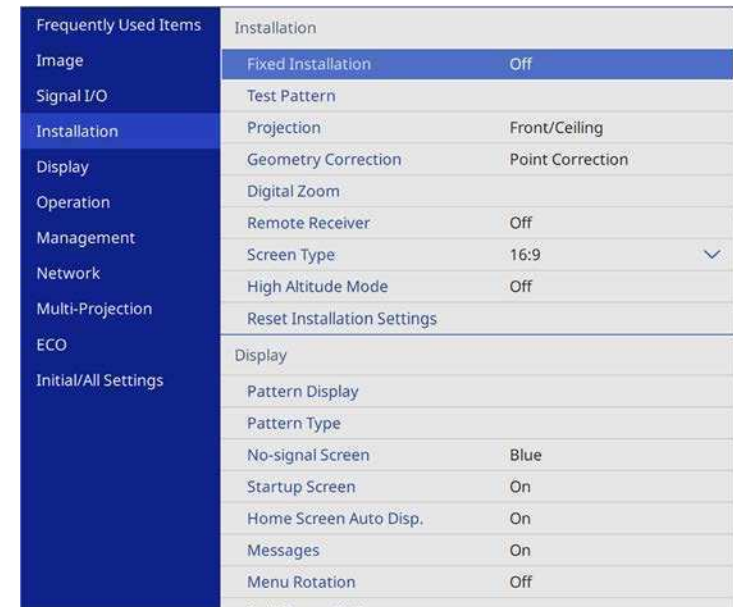 Frequently Used Items
Image
Signal I/O
Installation
Display
Operation
Management
Network
Multi-Projection
ECO
Initial/All Settings
Installation
Fixed Installation Off
Test Pattern
Projection Front/Ceiling
Geometry Correction Point Correction
Digital Zoom
Remote Receiver Off
Screen Type 16:9
High Altitude Mode Off
Reset Installation Settings
Display
Pattern Display
Pattern Type
No-signal Screen Blue
Startup Screen On
Home Screen Auto Disp. On
Messages On
Menu Rotation Off